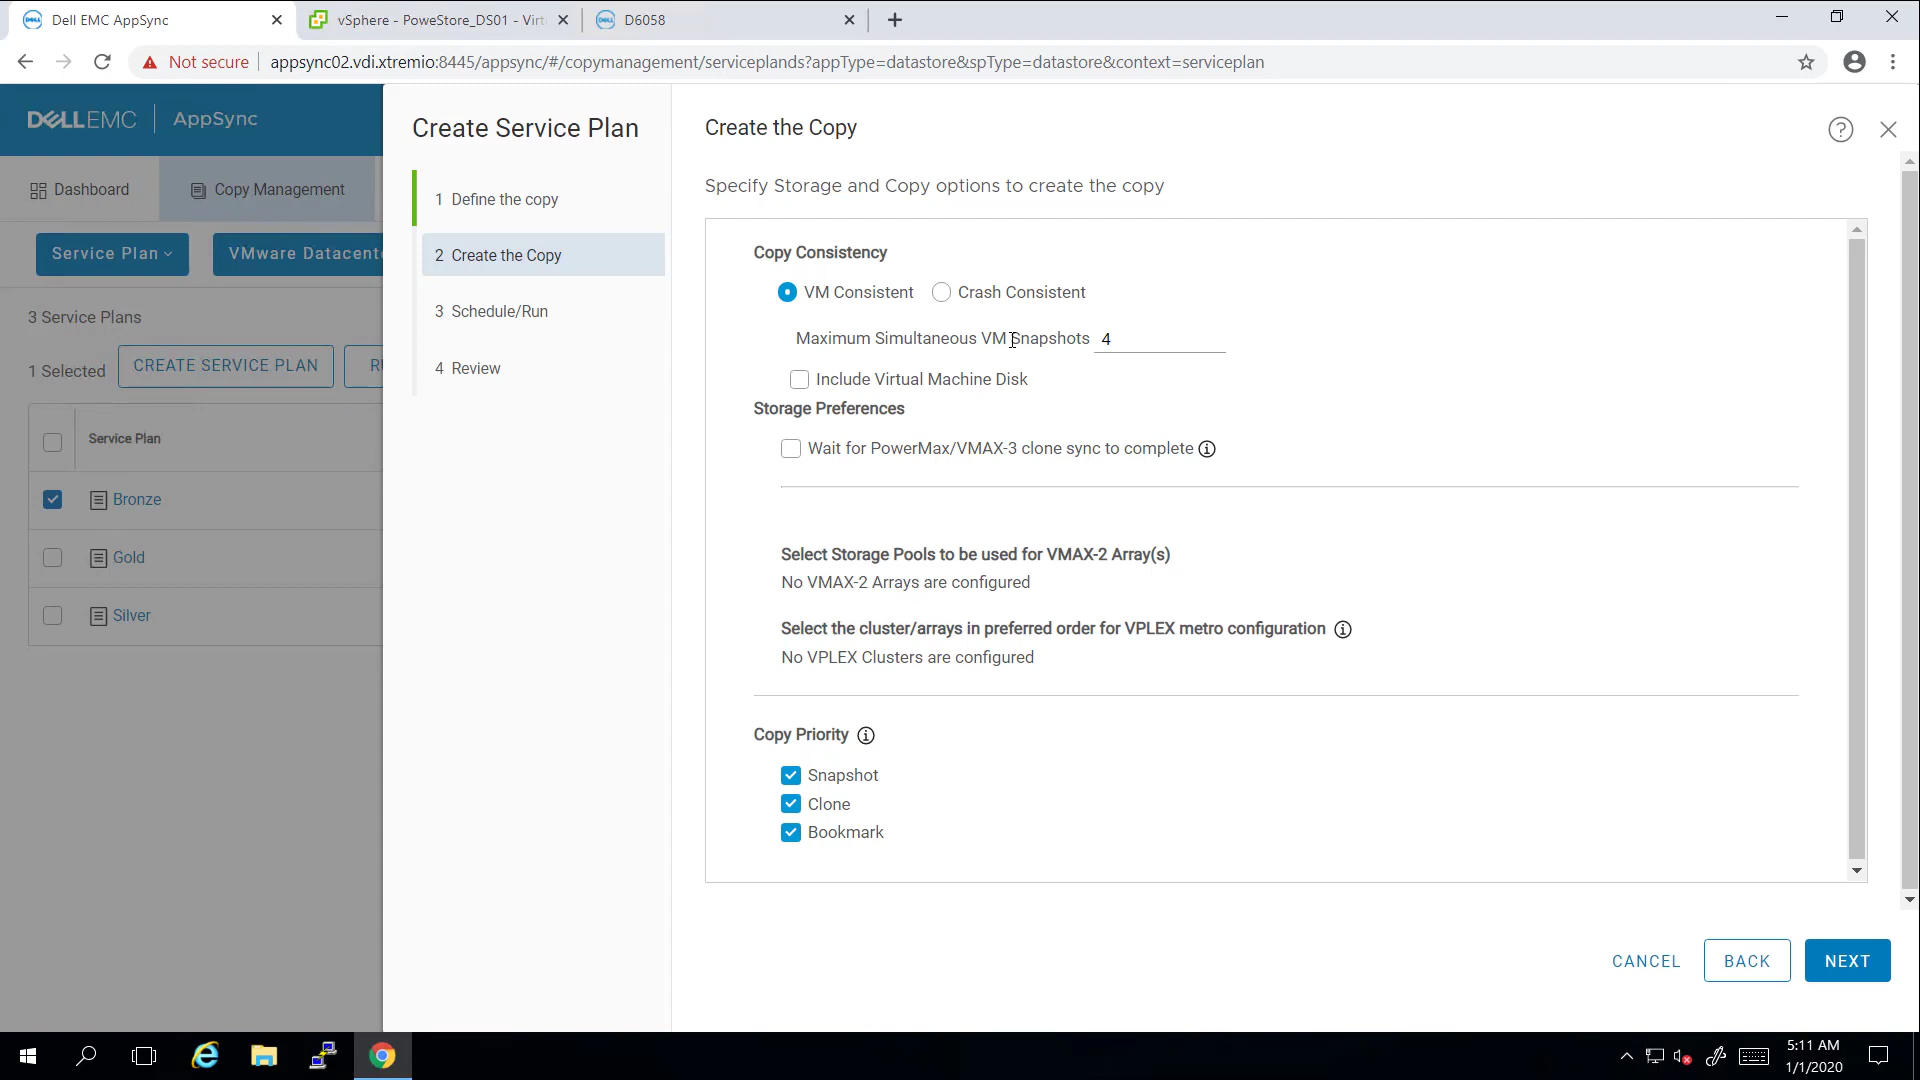 Dell EMC AppSync
vSphere - PoweStore_DS01 - Virt
D6058
Not secure
appsync02.vdi.xtremio:8445/appsync/#/copymanagement/serviceplands?appType=datastore&spType=datastore&context=serviceplan
DELLEMC
AppSync
Dashboard
Copy Management
Service Plan
VMware Datacent
3 Service Plans
1 Selected
CREATE SERVICE PLAN
RU
Service Plan
Bronze
Gold
Silver
Create Service Plan
1 Define the copy
2 Create the Copy
3 Schedule/Run
4 Review
Create the Copy
Specify Storage and Copy options to create the copy
Copy Consistency
VM Consistent
Crash Consistent
Maximum Simultaneous VM Snapshots 4
Include Virtual Machine Disk
Storage Preferences
Wait for PowerMax/VMAX-3 clone sync to complete
Select Storage Pools to be used for VMAX-2 Array(s)
No VMAX-2 Arrays are configured
Select the cluster/arrays in preferred order for VPLEX metro configuration
No VPLEX Clusters are configured
Copy Priority
Snapshot
Clone
Bookmark
CANCEL
BACK
NEXT
5:11 AM
1/1/2020